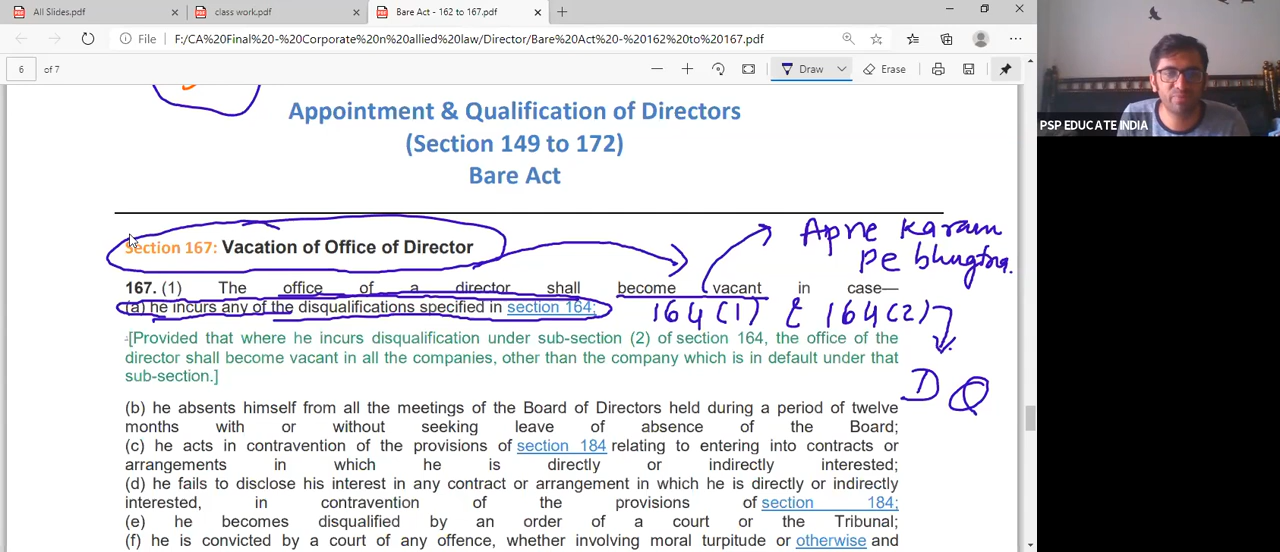 All Slides.pdf
class work.pdf
Bare Act - 162 to 167.pdf
File
F:/CA%20Final%20-%20Corporate%20n%20allied%20law/Director/Bare%20Act%20-%20162%20to%20167.pdf
6
of 7
Draw
Erase
PSP EDUCATE INDIA
Appointment & Qualification of Directors
(Section 149 to 172)
Bare Act
Section 167: Vacation of Office of Director
Apne Karam
Pe bhugtna.
167. (1) The office of a director shall become vacant in case—
(a) he incurs any of the disqualifications specified in section 164;
164(1) & 164(2)
[Provided that where he incurs disqualification under sub-section (2) of section 164, the office of the
director shall become vacant in all the companies, other than the company which is in default under that
sub-section.]
DQ
(b) he absents himself from all the meetings of the Board of Directors held during a period of twelve
months with or without seeking leave of absence of the Board;
(c) he acts in contravention of the provisions of section 184 relating to entering into contracts or
arrangements in which he is directly or indirectly interested;
(d) he fails to disclose his interest in any contract or arrangement in which he is directly or indirectly
interested, in contravention of the provisions of section 184;
(e) he becomes disqualified by an order of a court or the Tribunal;
(f) he is convicted by a court of any offence, whether involving moral turpitude or otherwise and